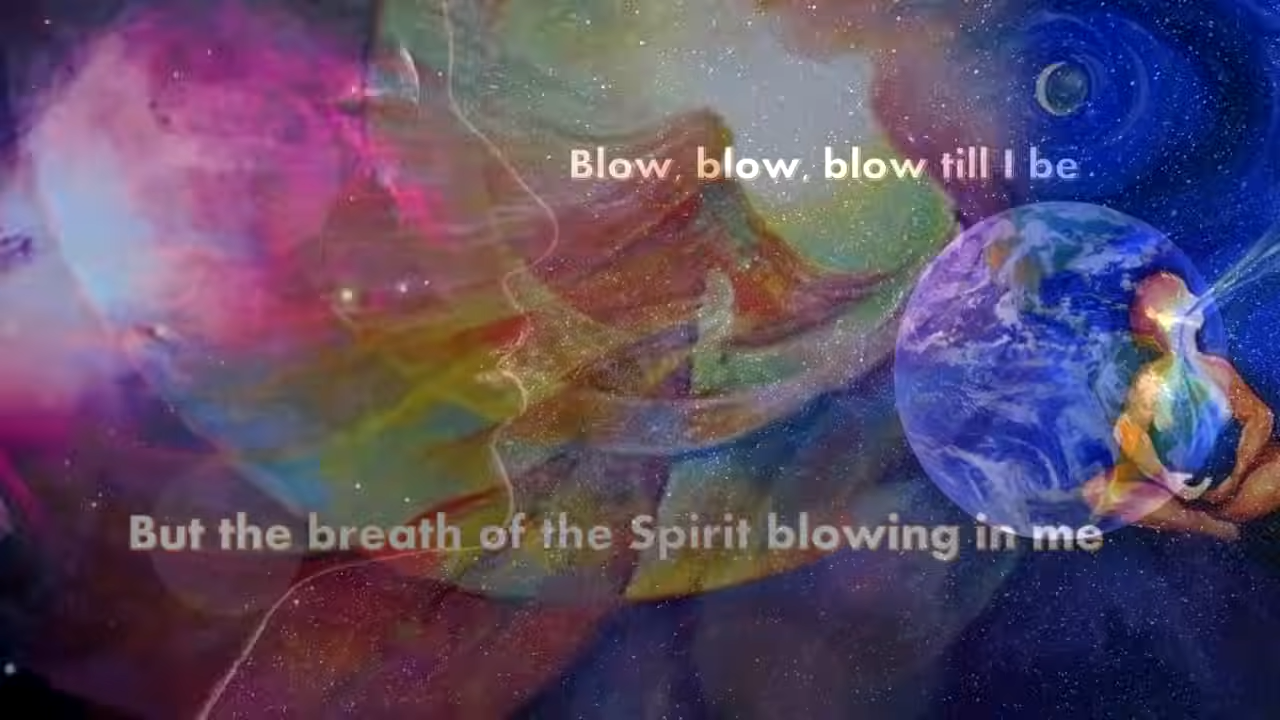 Blow, blow, blow till I be
But the breath of the Spirit blowing in me